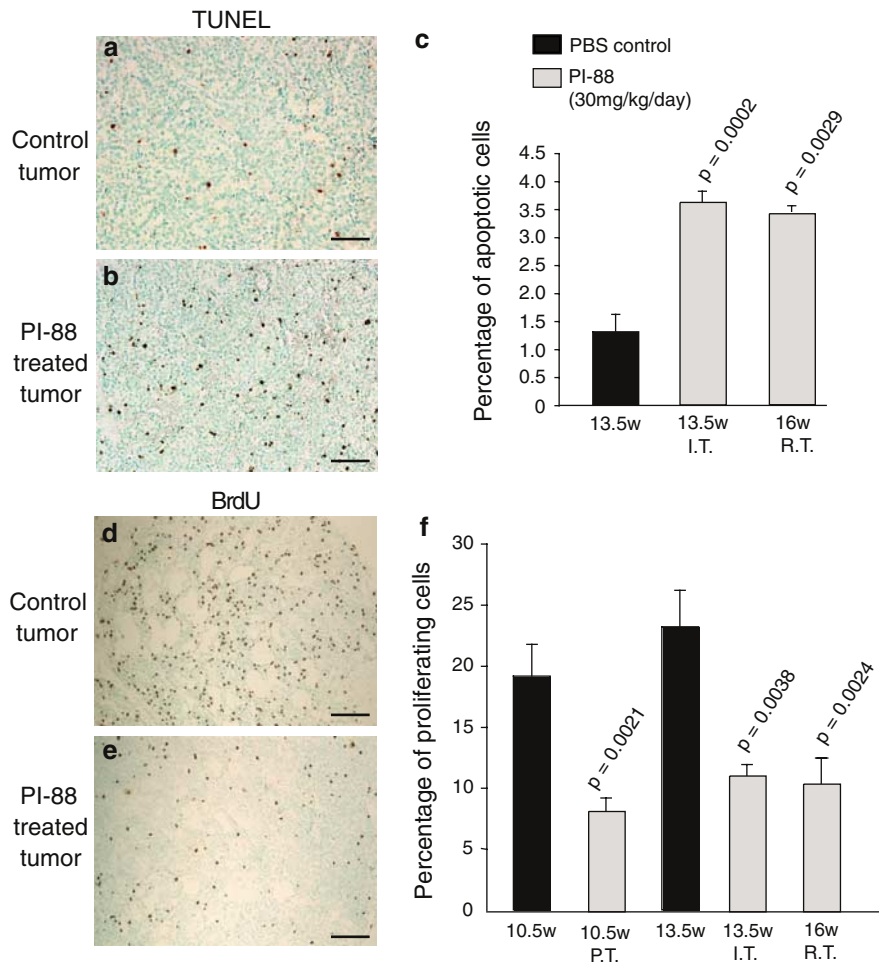 TUNEL
a
Control
tumor
b
PI-88
treated
tumor
c
PBS control
PI-88
(30mg/kg/day)
Percentage of apoptotic cells
4.5
4.0
3.5
3.0
2.5
2.0
1.5
1.0
0.5
0
p = 0.0002
p = 0.0029
13.5w
13.5w
I.T.
16w
R.T.
BrdU
d
Control
tumor
e
PI-88
treated
tumor
f
Percentage of proliferating cells
30
25
20
15
10
5
0
p = 0.0021
p = 0.0038
p = 0.0024
10.5w
10.5w
P.T.
13.5w
13.5w
I.T.
16w
R.T.